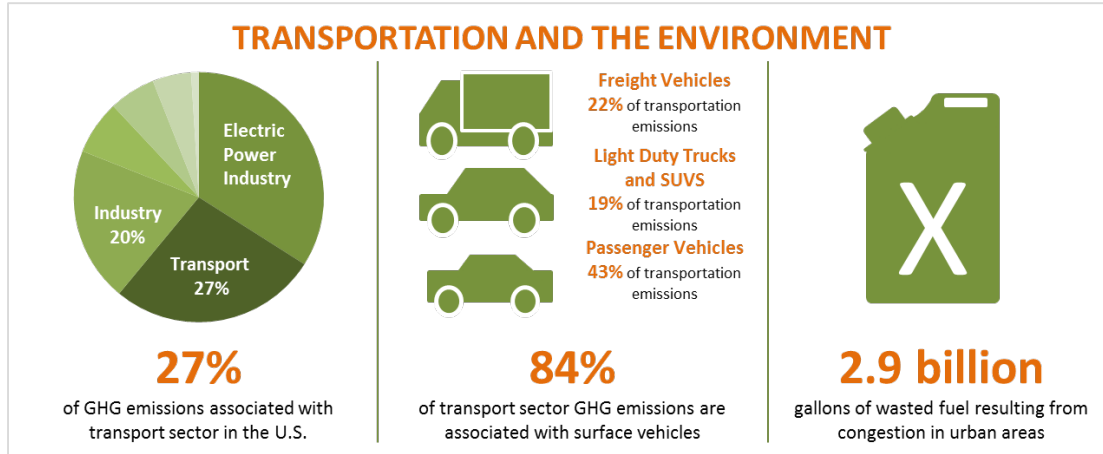 TRANSPORTATION AND THE ENVIRONMENT
Electric
Power
Industry
Industry
20%
Transport
27%
27%
of GHG emissions associated with
transport sector in the U.S.
Freight Vehicles
22% of transportation
emissions
Light Duty Trucks
and SUVS
19% of transportation
emissions
Passenger Vehicles
43% of transportation
emissions
84%
of transport sector GHG emissions are
associated with surface vehicles
X
2.9 billion
gallons of wasted fuel resulting from
congestion in urban areas